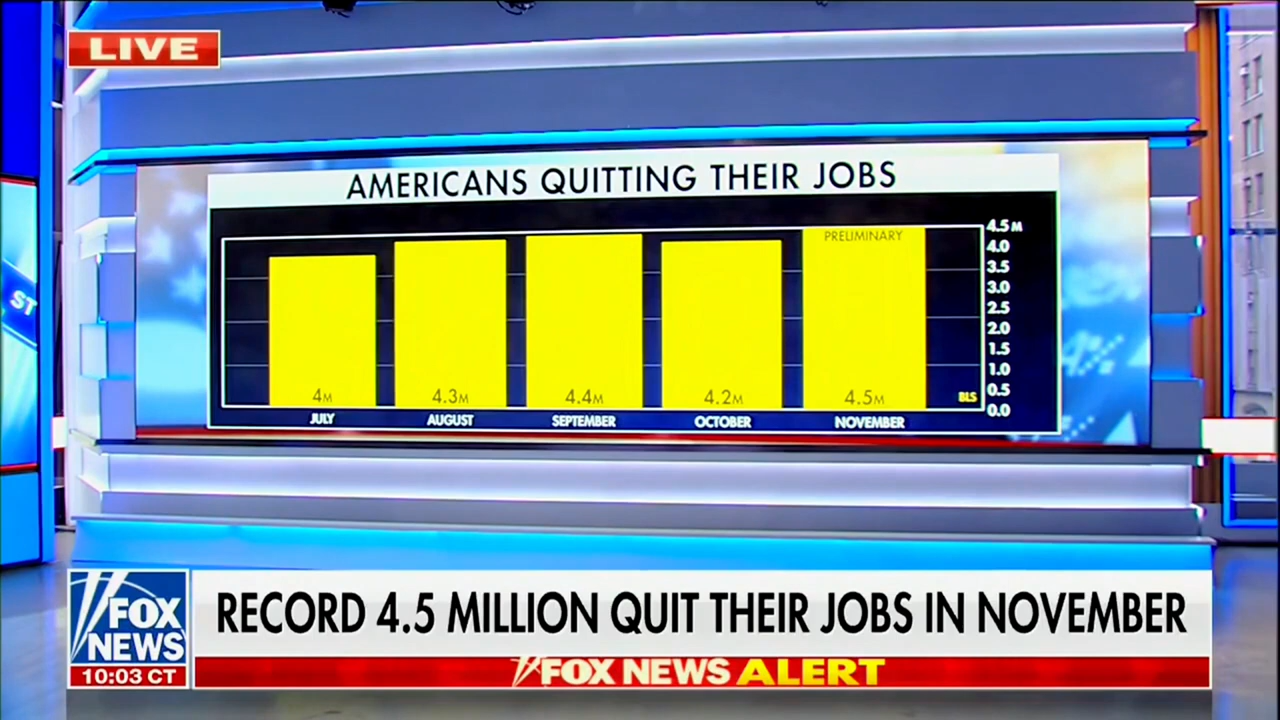 LIVE
AMERICANS QUITTING THEIR JOBS
PRELIMINARY
4.5M
4.0
3.5
3.0
2.5
2.0
1.5
1.0
0.5
0.0
4M
4.3M
4.4M
4.2M
4.5M
BLS
JULY
AUGUST
SEPTEMBER
OCTOBER
NOVEMBER
ST
FOX
NEWS
10:03 CT
RECORD 4.5 MILLION QUIT THEIR JOBS IN NOVEMBER
FOX NEWS ALERT